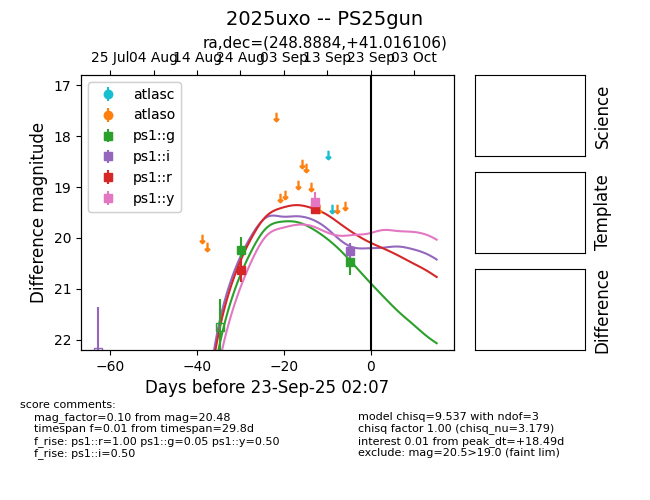 2025uxo -- PS25gun
ra,dec=(248.8884,+41.016106)
25 Jul 04 Aug 14 Aug 24 Aug 03 Sep 13 Sep 23 Sep 03 Oct
atlasc
atlaso
ps1::g
ps1::i
ps1::r
ps1::y
17
18
19
20
21
22
Difference magnitude
−60 −40 −20 0
Days before 23-Sep-25 02:07
Science
Template
Difference
score comments:
mag_factor=0.10 from mag=20.48
timespan f=0.01 from timespan=29.8d
f_rise: ps1::r=1.00 ps1::g=0.05 ps1::y=0.50
f_rise: ps1::i=0.50
model chisq=9.537 with ndof=3
chisq factor 1.00 (chisq_nu=3.179)
interest 0.01 from peak_dt=+18.49d
exclude: mag=20.5>19.0 (faint lim)